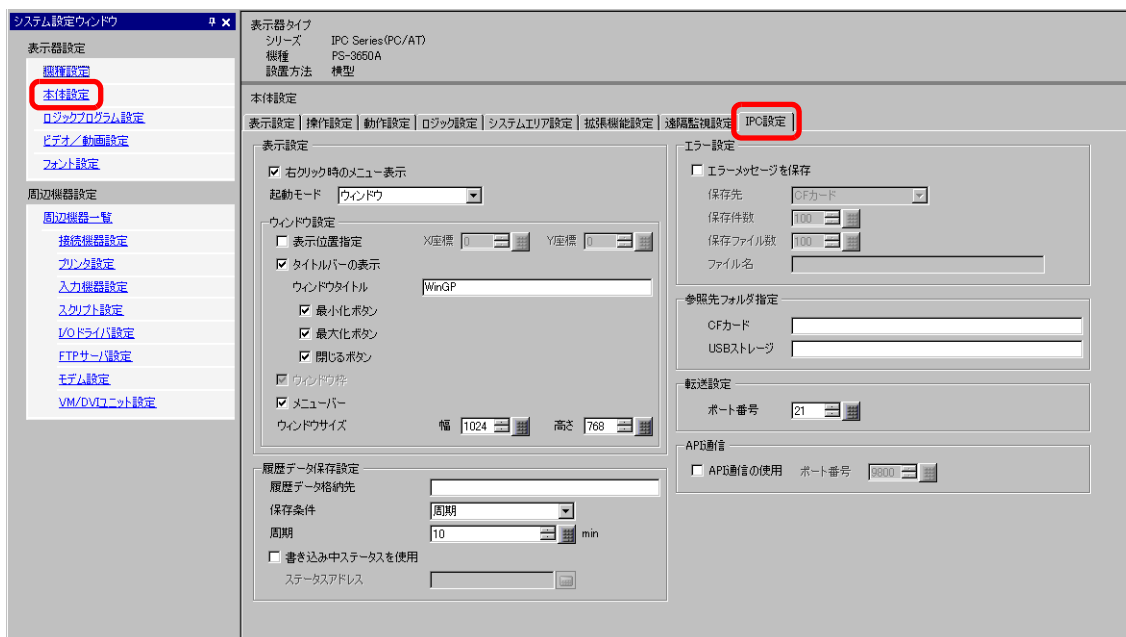 システム設定ウィンドウ
表示器設定
機種設定
本体設定
ロジックプログラム設定
ビデオ／動画設定
フォント設定
周辺機器設定
周辺機器一覧
接続機器設定
プリンタ設定
入力機器設定
スクリプト設定
I/Oドライバ設定
FTPサーバ設定
モデム設定
VM/DVIユニット設定
表示器タイプ
シリーズ IPC Series(PC/AT)
機種 PS-3650A
設置方法 横型
本体設定
表示設定 操作設定 動作設定 ロジック設定 システムエリア設定 拡張機能設定 遠隔監視設定 IPC設定
表示設定
右クリック時のメニュー表示
起動モード ウィンドウ
ウィンドウ設定
表示位置指定 X座標 0 Y座標 0
タイトルバーの表示
ウィンドウタイトル WinGP
最小化ボタン
最大化ボタン
閉じるボタン
ウィンドウ枠
メニューバー
ウィンドウサイズ 幅 1024 高さ 768
履歴データ保存設定
履歴データ格納先
保存条件 周期
周期 10 min
書き込み中ステータスを使用
ステータスアドレス
エラー設定
エラーメッセージを保存
保存先 CFカード
保存件数 100
保存ファイル数 100
ファイル名
参照先フォルダ指定
CFカード
USBストレージ
転送設定
ポート番号 21
API通信
API通信の使用 ポート番号 9800